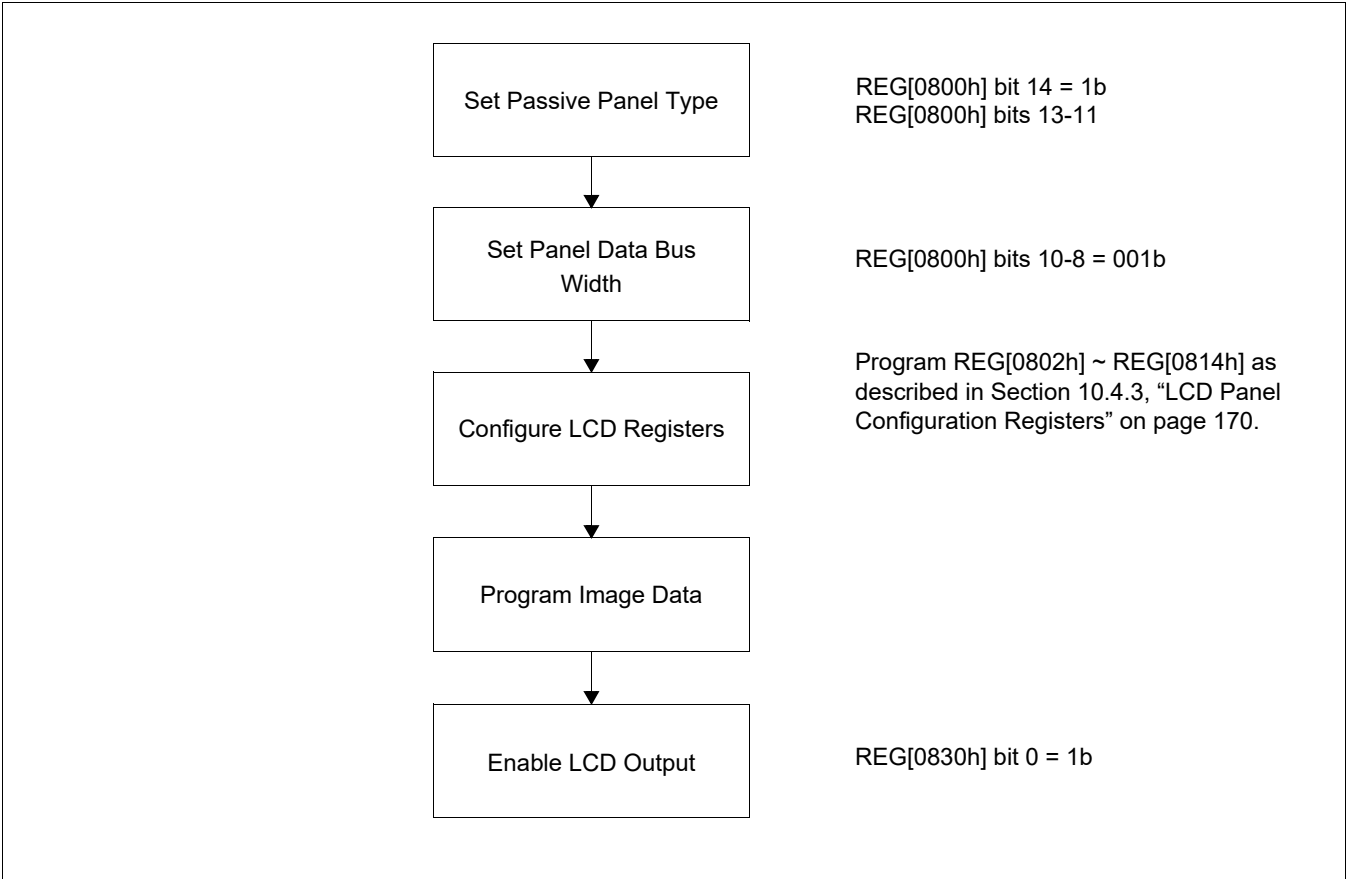 Set Passive Panel Type
REG[0800h] bit 14 = 1b
REG[0800h] bits 13-11
Set Panel Data Bus
Width
REG[0800h] bits 10-8 = 001b
Configure LCD Registers
Program REG[0802h] ~ REG[0814h] as
described in Section 10.4.3, “LCD Panel
Configuration Registers” on page 170.
Program Image Data
Enable LCD Output
REG[0830h] bit 0 = 1b